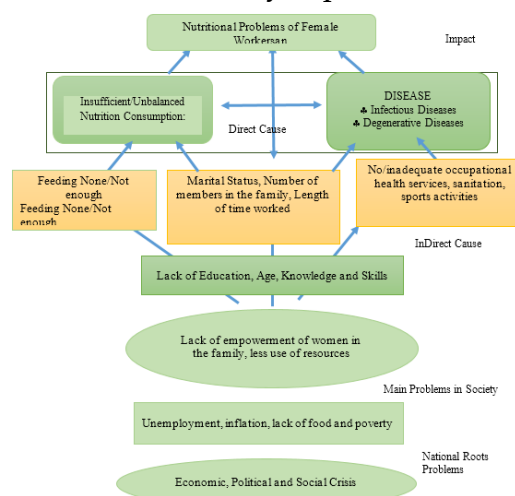 Nutritional Problems of Female
Workersan
Impact
Insufficient/Unbalanced
Nutrition Consumption:
DISEASE
♣ Infectious Diseases
♣ Degenerative Diseases
Direct Cause
Feeding None/Not
enough
Feeding None/Not
enough
Marital Status, Number of
members in the family, Length
of time worked
No/inadequate occupational
health services, sanitation,
sports activities
InDirect Cause
Lack of Education, Age, Knowledge and Skills
Lack of empowerment of women in
the family, less use of resources
Main Problems in Society
Unemployment, inflation, lack of food and poverty
National Roots
Problems
Economic, Political and Social Crisis